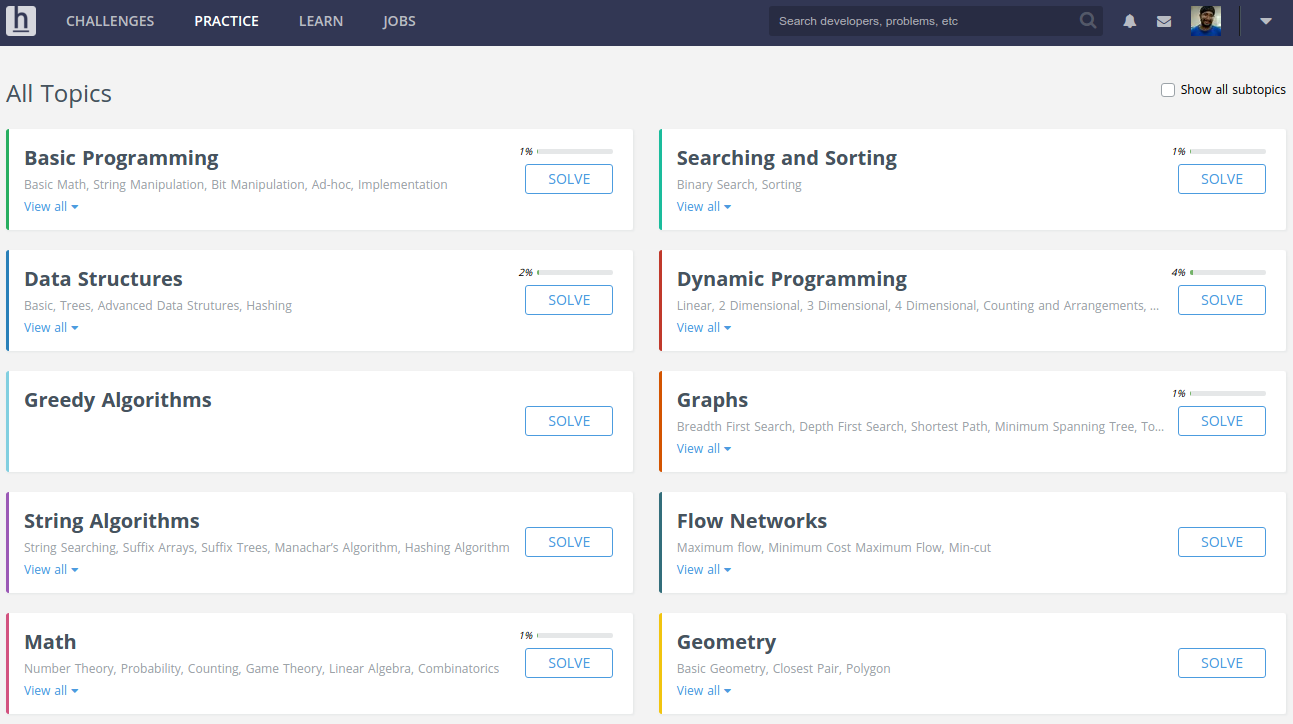 h CHALLENGES PRACTICE LEARN JOBS Search developers, problems, etc
All Topics
Show all subtopics
Basic Programming
1%
Basic Math, String Manipulation, Bit Manipulation, Ad-hoc, Implementation
SOLVE
View all
Searching and Sorting
1%
Binary Search, Sorting
SOLVE
View all
Data Structures
2%
Basic, Trees, Advanced Data Strutures, Hashing
SOLVE
View all
Dynamic Programming
4%
Linear, 2 Dimensional, 3 Dimensional, 4 Dimensional, Counting and Arrangements, ...
SOLVE
View all
Greedy Algorithms
SOLVE
Graphs
1%
Breadth First Search, Depth First Search, Shortest Path, Minimum Spanning Tree, To...
SOLVE
View all
String Algorithms
String Searching, Suffix Arrays, Suffix Trees, Manachar's Algorithm, Hashing Algorithm
SOLVE
View all
Flow Networks
Maximum flow, Minimum Cost Maximum Flow, Min-cut
SOLVE
View all
Math
1%
Number Theory, Probability, Counting, Game Theory, Linear Algebra, Combinatorics
SOLVE
View all
Geometry
Basic Geometry, Closest Pair, Polygon
SOLVE
View all